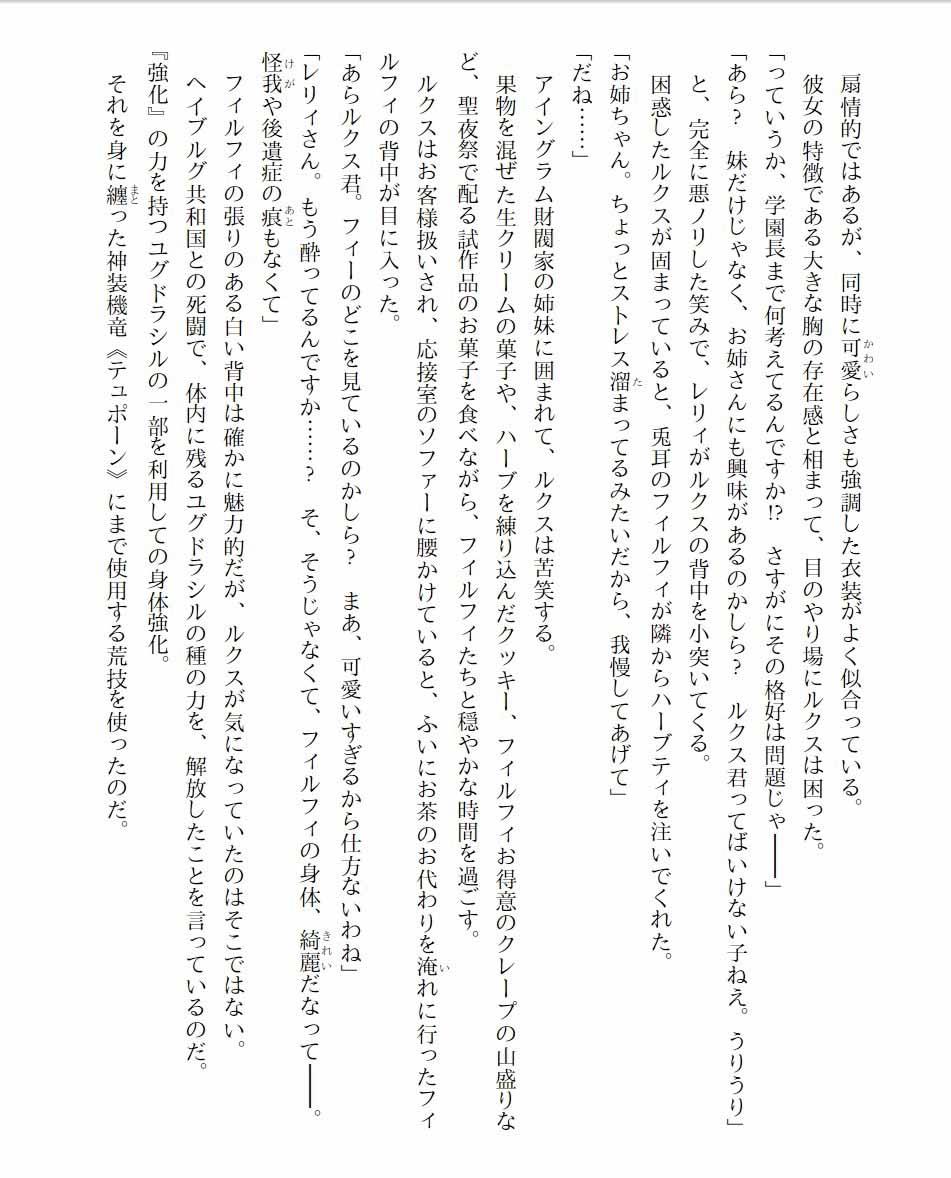 扇情的ではあるが、同時に可愛らしさも強調した衣装がよく似合っている。
彼女の特徴である大きな胸の存在感と相まって、目のやり場にルクスは困った。
「っていうか、学園長まで何考えてるんですか!? さすがにその格好は問題じゃ――」
「あら? 妹だけじゃなく、お姉さんにも興味があるのかしら? ルクス君ってばいけない子ねえ。うりうり」
と、完全に悪ノリした笑みで、レリィがルクスの背中を小突いてくる。
困惑したルクスが固まっていると、兎耳のフィルフィが隣からハーブティを注いでくれた。
「お姉ちゃん。ちょっとストレス溜まってるみたいだから、我慢してあげて」
「だね……」
アイングラム財閥家の姉妹に囲まれて、ルクスは苦笑する。
果物を混ぜた生クリームの菓子や、ハーブを練り込んだクッキー、フィルフィお得意のクレープの山盛りな
ど、聖夜祭で配る試作品のお菓子を食べながら、フィルフィたちと穏やかな時間を過ごす。
ルクスはお客様扱いされ、応接室のソファーに腰かけていると、ふいにお茶のお代わりを淹れに行ったフィ
ルフィの背中が目に入った。
「あらルクス君。フィーのどこを見ているのかしら? まあ、可愛いすぎるから仕方ないわね」
「レリィさん。もう酔ってるんですか……? そ、そうじゃなくて、フィルフィの身体、綺麗だなって――。
怪我や後遺症の痕もなくて」
フィルフィの張りのある白い背中は確かに魅力的だが、ルクスが気になっていたのはそこではない。
ヘイブルグ共和国との死闘で、体内に残るユグドラシルの種の力を、解放したことを言っているのだ。
『強化』の力を持つユグドラシルの一部を利用しての身体強化。
それを身に纏った神装機竜《テュポーン》にまで使用する荒技を使ったのだ。